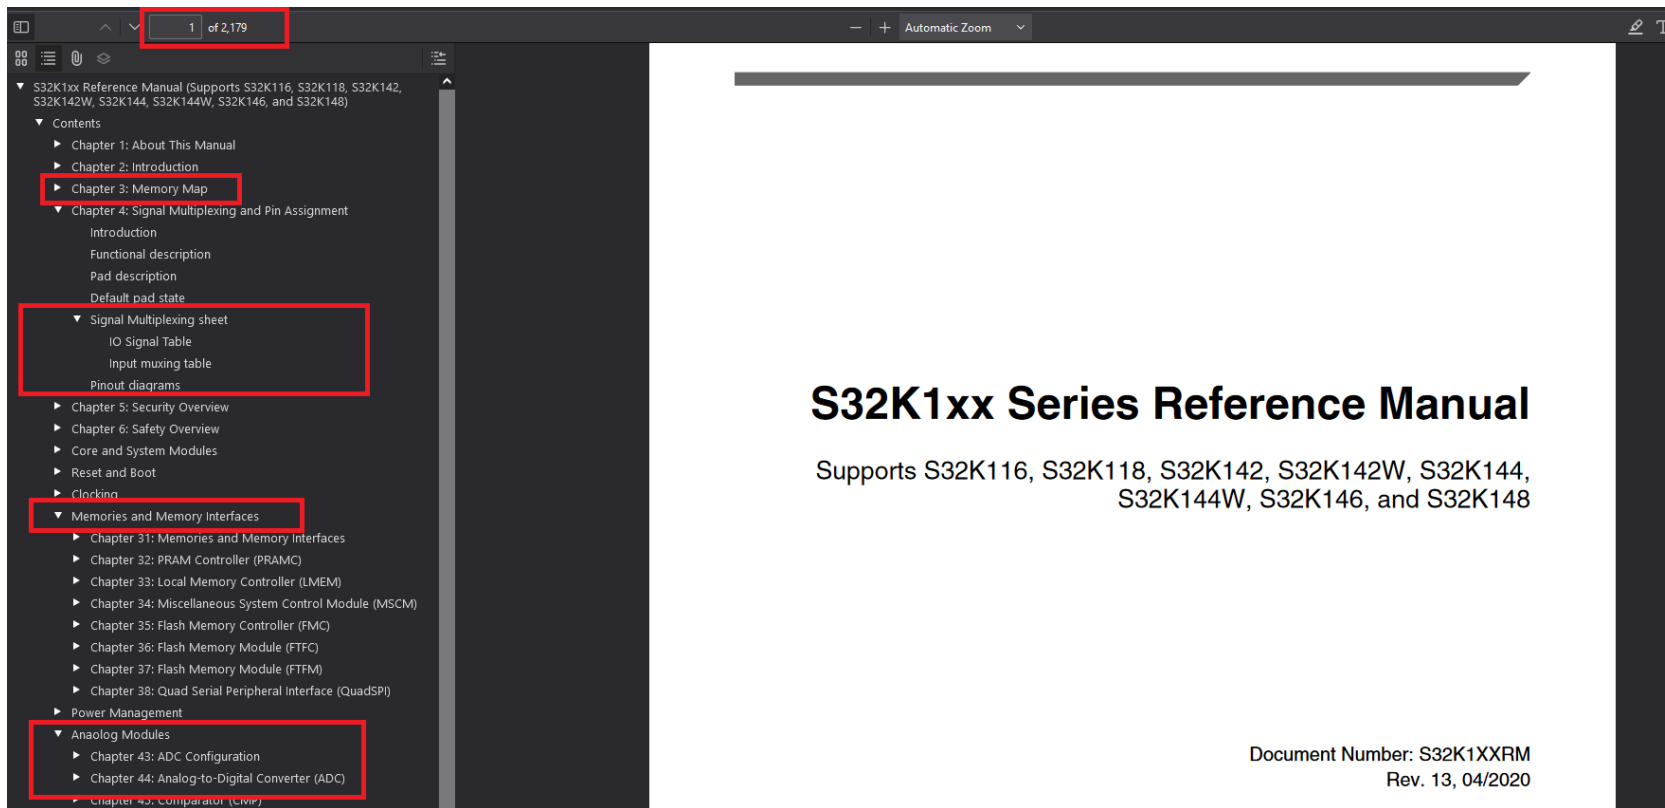 1 of 2,179
Automatic Zoom
S32K1xx Reference Manual (Supports S32K116, S32K118, S32K142,
S32K142W, S32K144, S32K144W, S32K146, and S32K148)
Contents
Chapter 1: About This Manual
Chapter 2: Introduction
Chapter 3: Memory Map
Chapter 4: Signal Multiplexing and Pin Assignment
Introduction
Functional description
Pad description
Default pad state
Signal Multiplexing sheet
IO Signal Table
Input muxing table
Pinout diagrams
Chapter 5: Security Overview
Chapter 6: Safety Overview
Core and System Modules
Reset and Boot
Clocking
Memories and Memory Interfaces
Chapter 31: Memories and Memory Interfaces
Chapter 32: PRAM Controller (PRAMC)
Chapter 33: Local Memory Controller (LMEM)
Chapter 34: Miscellaneous System Control Module (MSCM)
Chapter 35: Flash Memory Controller (FMC)
Chapter 36: Flash Memory Module (FTFC)
Chapter 37: Flash Memory Module (FTFM)
Chapter 38: Quad Serial Peripheral Interface (QuadSPI)
Power Management
Anaolog Modules
Chapter 43: ADC Configuration
Chapter 44: Analog-to-Digital Converter (ADC)
Chapter 45: Comparator (CMP)
S32K1xx Series Reference Manual
Supports S32K116, S32K118, S32K142, S32K142W, S32K144,
S32K144W, S32K146, and S32K148
Document Number: S32K1XXRM
Rev. 13, 04/2020